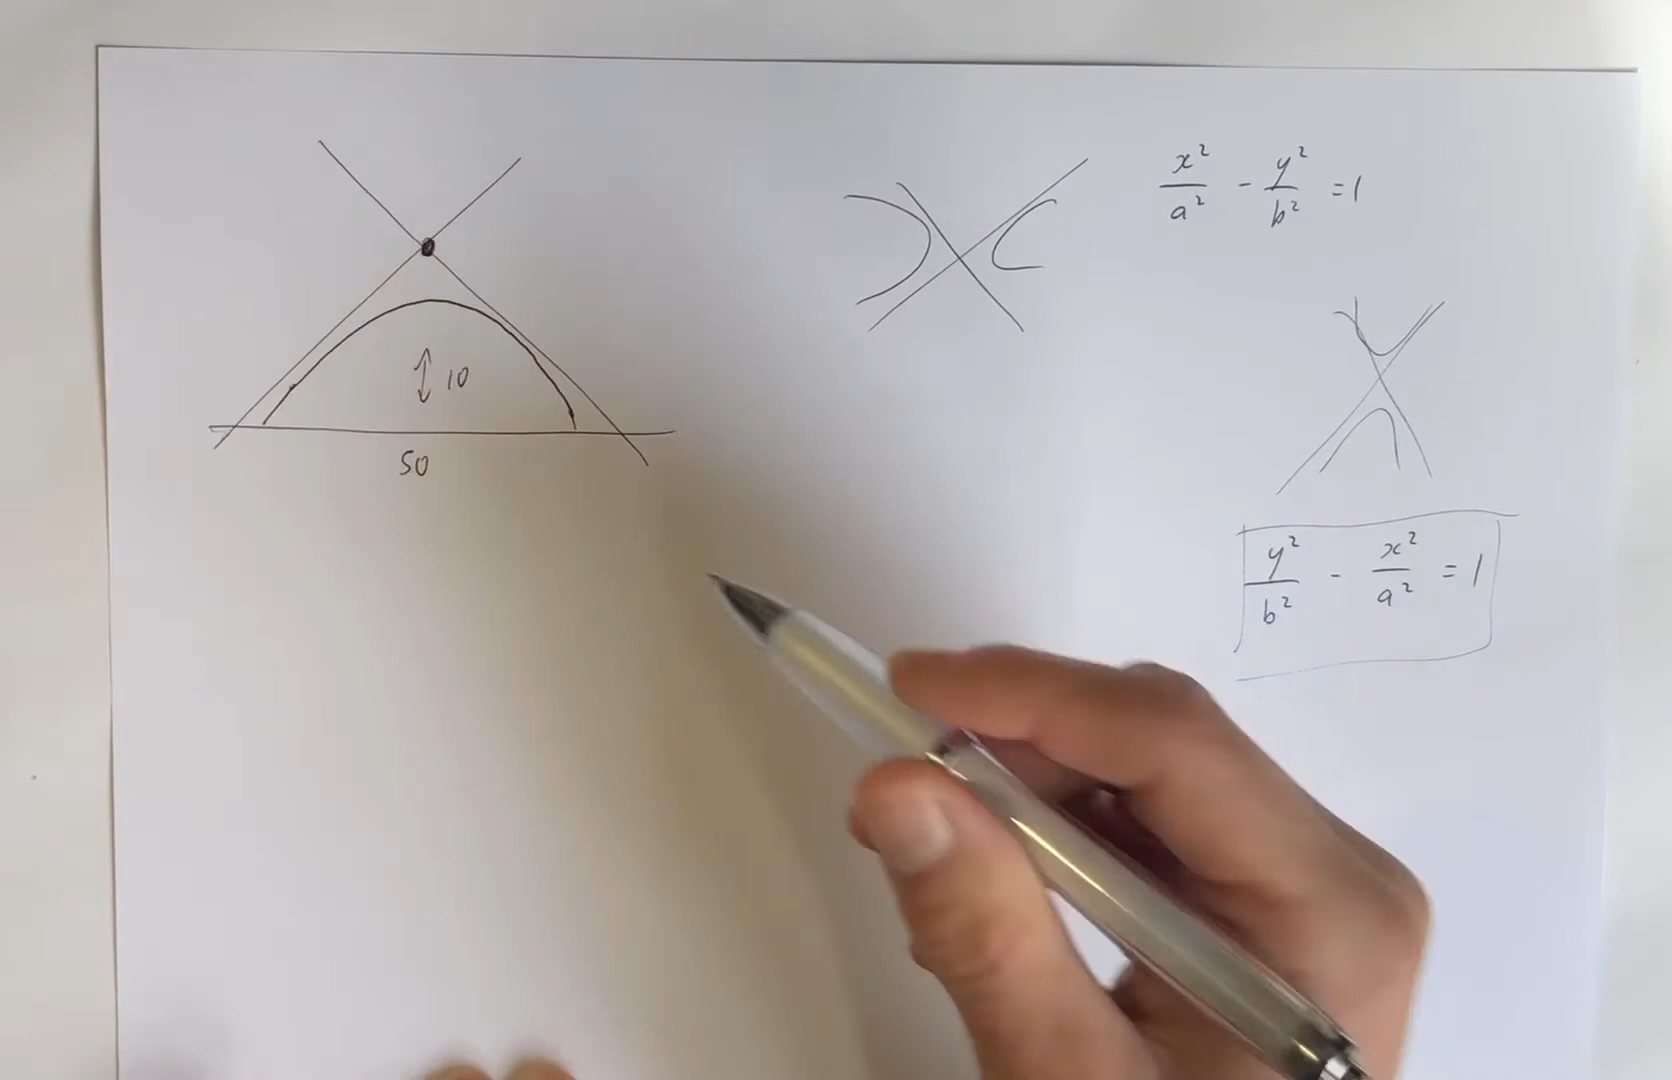 10
50
x²/a² - y²/b² = 1
y²/b² - x²/a² = 1